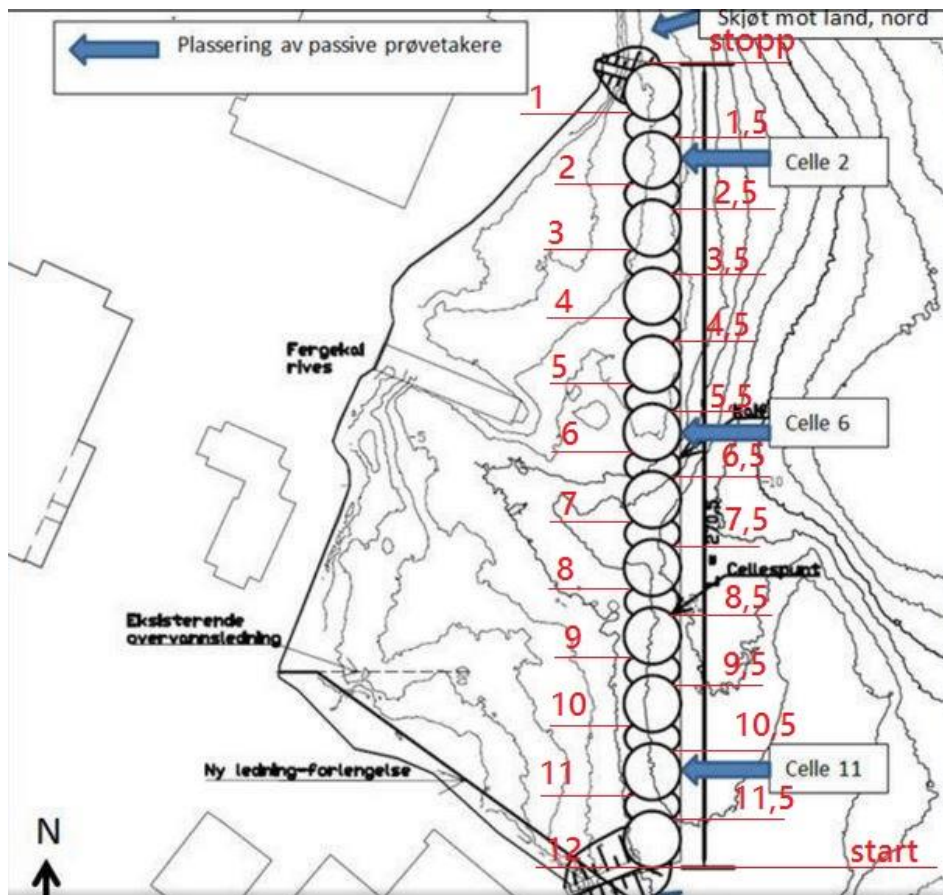 Plassering av passive prøvetakere
Skjøt mot land, nord
stopp
1
1,5
Celle 2
2
2,5
3
3,5
4
4,5
Fergekai
rives
5
5,5
Celle 6
6
-5
6,5
-10
7
7,5
8
Cellespunt
8,5
Eksisterende
overvannsledning
9
9,5
10
10,5
Ny ledning-forlengelse
11
Celle 11
11,5
N
12
start